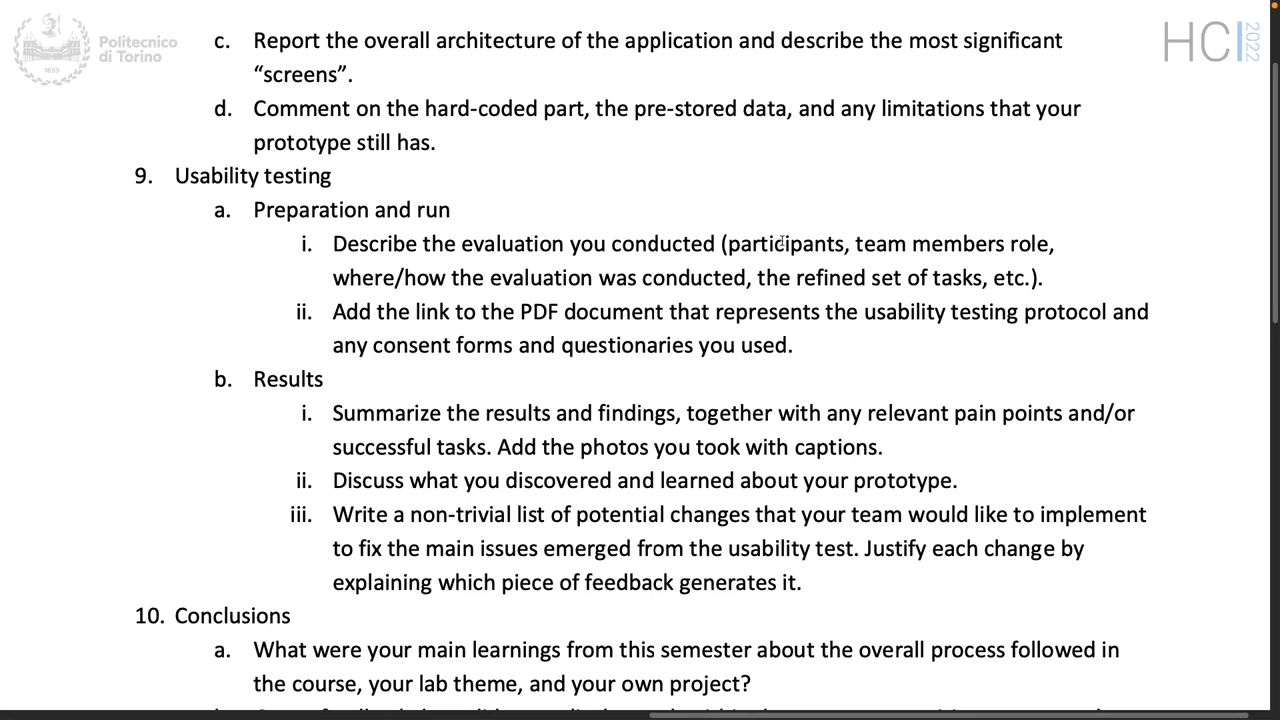 Politecnico
di Torino
1859
HCI
2022
c. Report the overall architecture of the application and describe the most significant
“screens”.
d. Comment on the hard-coded part, the pre-stored data, and any limitations that your
prototype still has.
9. Usability testing
a. Preparation and run
i. Describe the evaluation you conducted (participants, team members role,
where/how the evaluation was conducted, the refined set of tasks, etc.).
ii. Add the link to the PDF document that represents the usability testing protocol and
any consent forms and questionaries you used.
b. Results
i. Summarize the results and findings, together with any relevant pain points and/or
successful tasks. Add the photos you took with captions.
ii. Discuss what you discovered and learned about your prototype.
iii. Write a non-trivial list of potential changes that your team would like to implement
to fix the main issues emerged from the usability test. Justify each change by
explaining which piece of feedback generates it.
10. Conclusions
a. What were your main learnings from this semester about the overall process followed in
the course, your lab theme, and your own project?